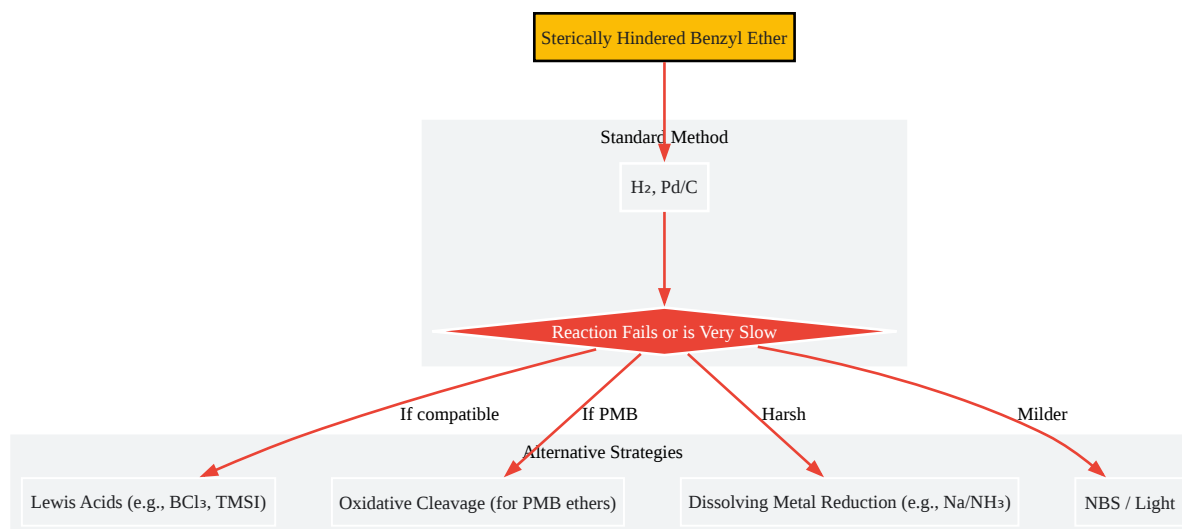 Sterically Hindered Benzyl Ether
Standard Method
H₂, Pd/C
Reaction Fails or is Very Slow
If compatible
If PMB
Harsh
Milder
Alternative Strategies
Lewis Acids (e.g., BCl₃, TMSI)
Oxidative Cleavage (for PMB ethers)
Dissolving Metal Reduction (e.g., Na/NH₃)
NBS / Light